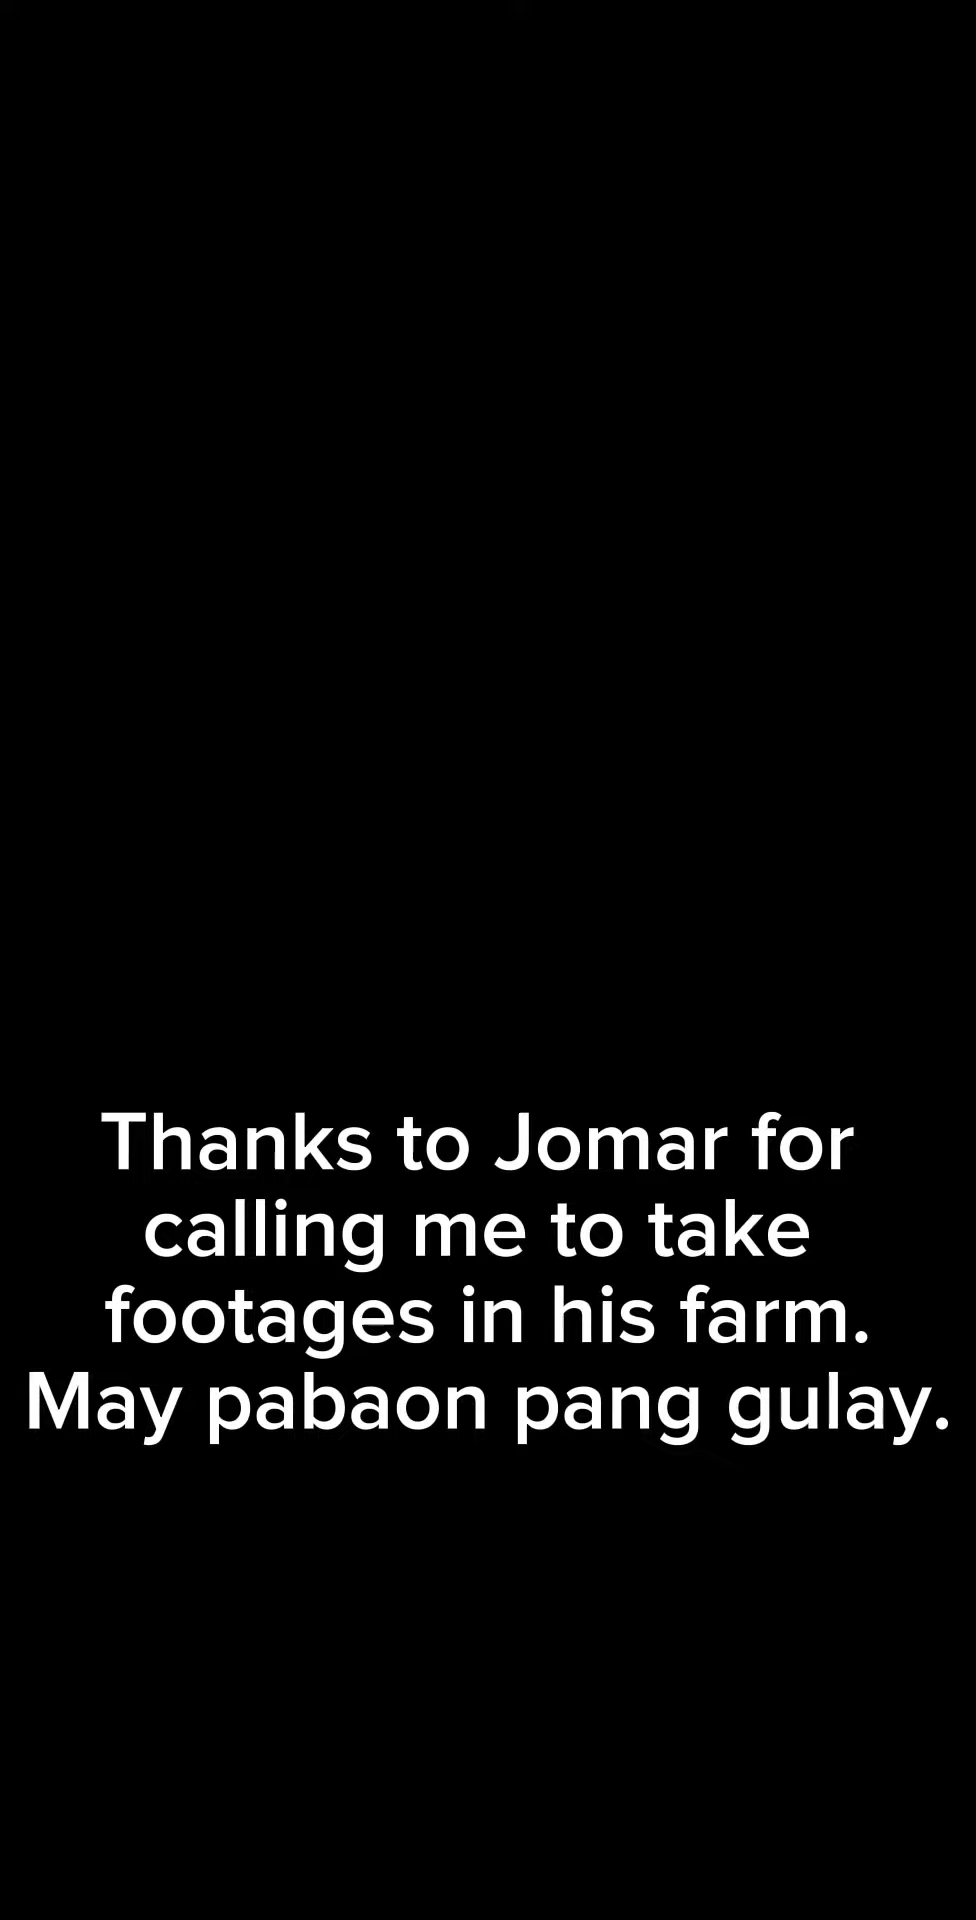 Thanks to Jomar for
calling me to take
footages in his farm.
May pabaon pang gulay.